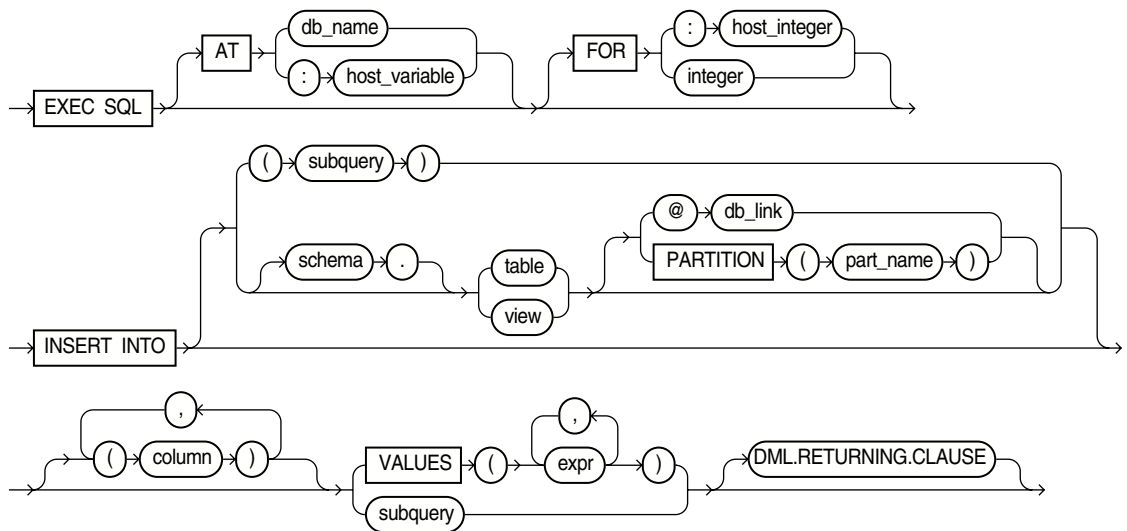 AT db_name : host_variable FOR : host_integer integer
EXEC SQL
( subquery )
@ db_link
schema . table view PARTITION ( part_name )
INSERT INTO
, ,
( column ) VALUES ( expr ) DML.RETURNING.CLAUSE
subquery